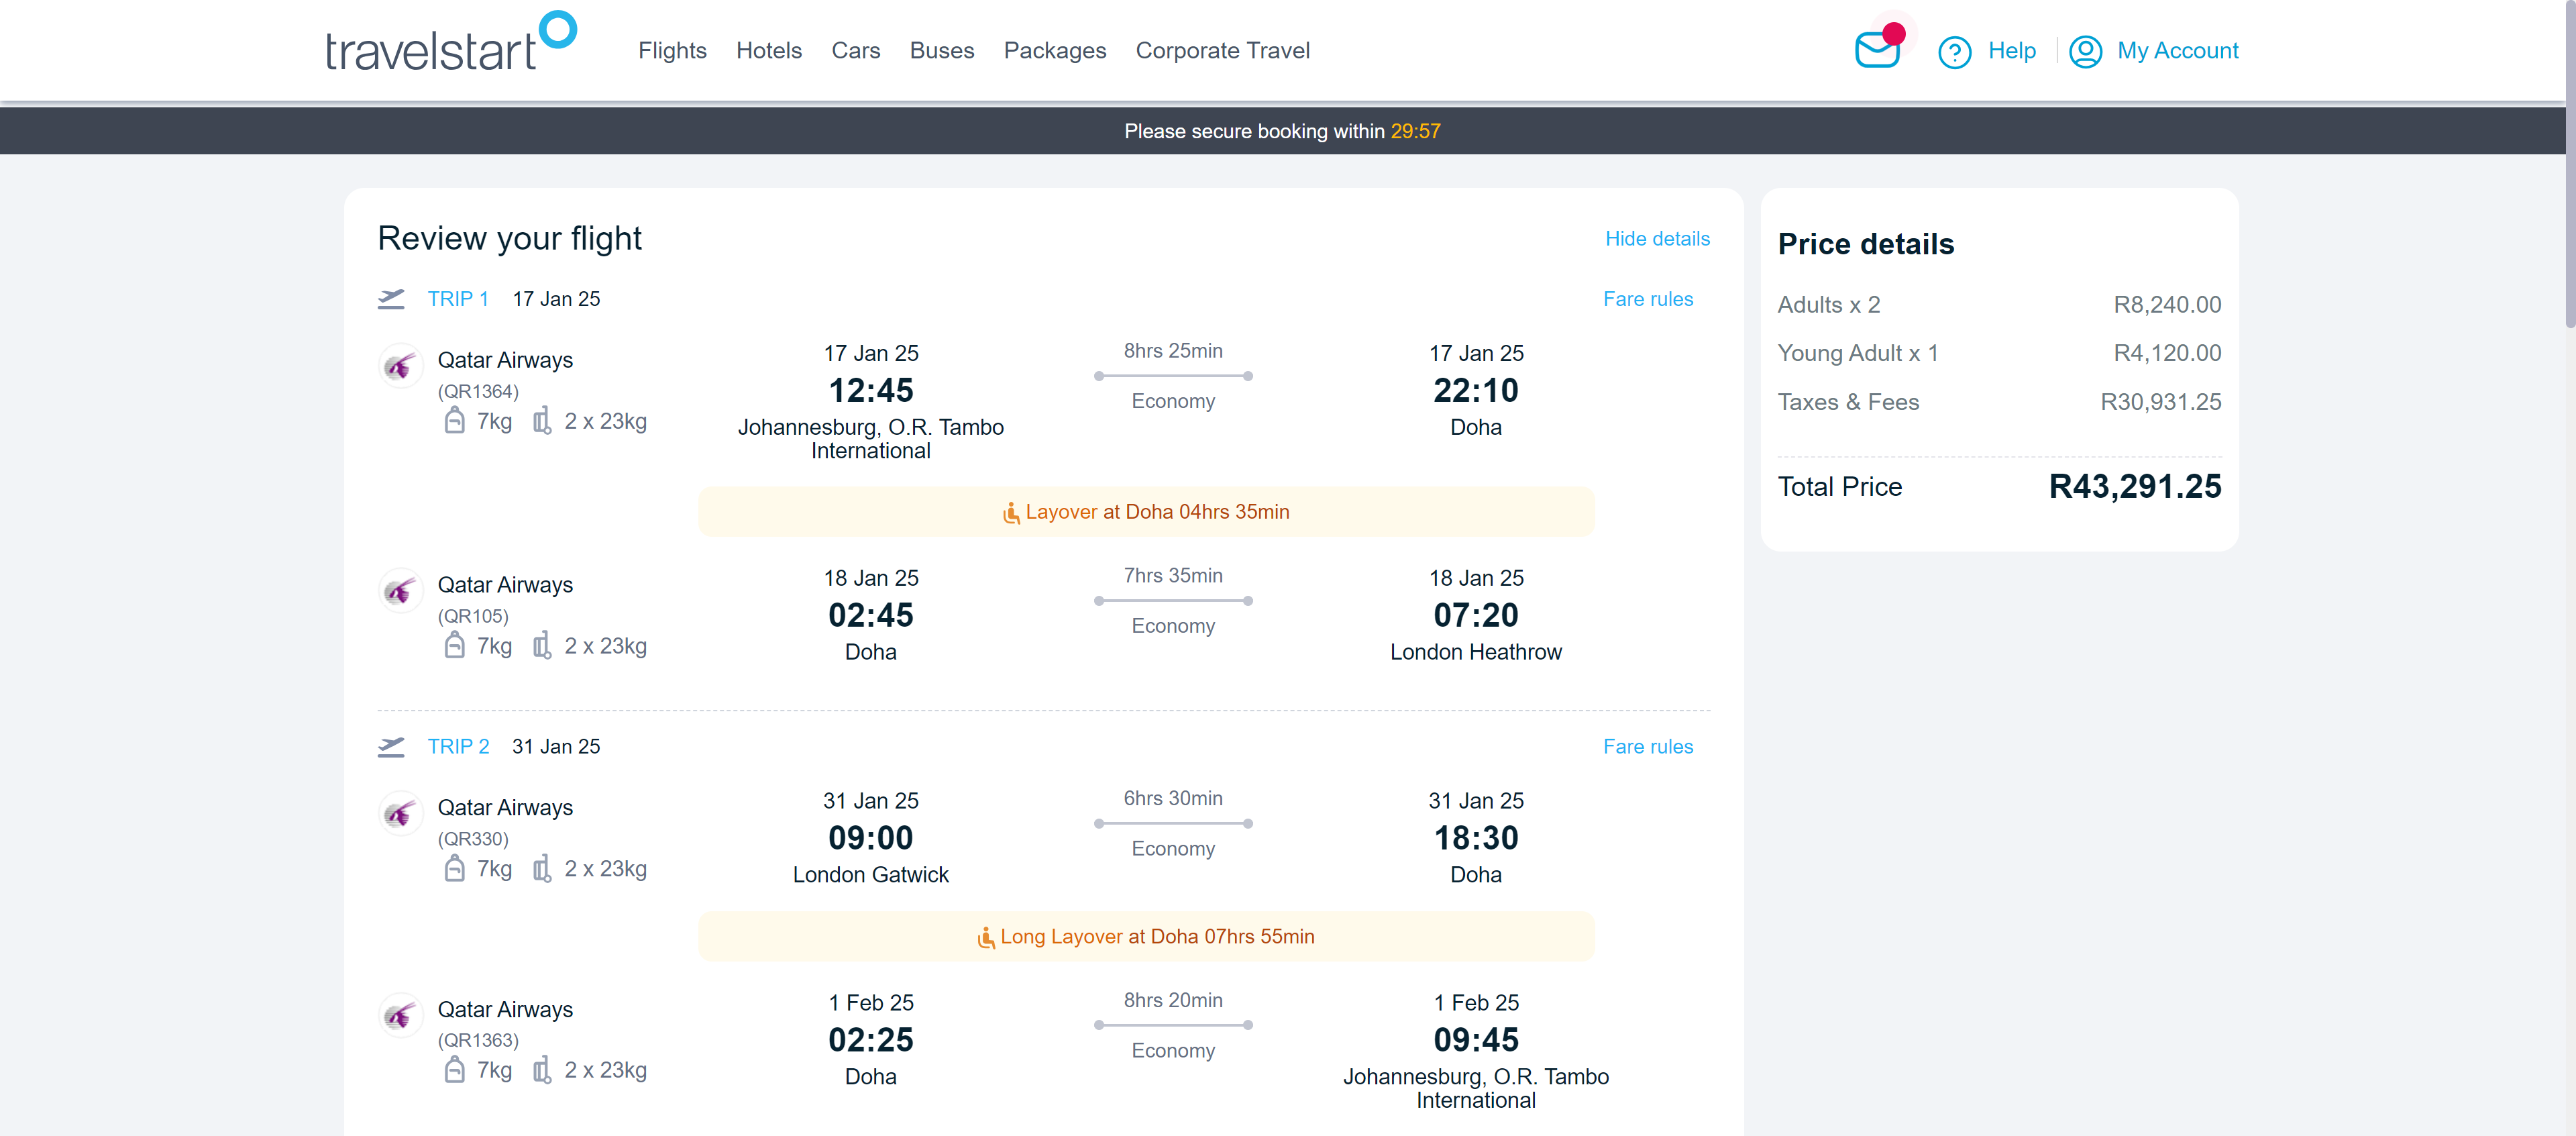 travelstart
Flights Hotels Cars Buses Packages Corporate Travel
Help My Account
Please secure booking within 29:57
Review your flight
Hide details
TRIP 1 17 Jan 25
Fare rules
Qatar Airways
(QR1364)
7kg 2 x 23kg
17 Jan 25
12:45
Johannesburg, O.R. Tambo
International
8hrs 25min
Economy
17 Jan 25
22:10
Doha
Layover at Doha 04hrs 35min
Qatar Airways
(QR105)
7kg 2 x 23kg
18 Jan 25
02:45
Doha
7hrs 35min
Economy
18 Jan 25
07:20
London Heathrow
TRIP 2 31 Jan 25
Fare rules
Qatar Airways
(QR330)
7kg 2 x 23kg
31 Jan 25
09:00
London Gatwick
6hrs 30min
Economy
31 Jan 25
18:30
Doha
Long Layover at Doha 07hrs 55min
Qatar Airways
(QR1363)
7kg 2 x 23kg
1 Feb 25
02:25
Doha
8hrs 20min
Economy
1 Feb 25
09:45
Johannesburg, O.R. Tambo
International
Price details
Adults x 2 R8,240.00
Young Adult x 1 R4,120.00
Taxes & Fees R30,931.25
Total Price R43,291.25